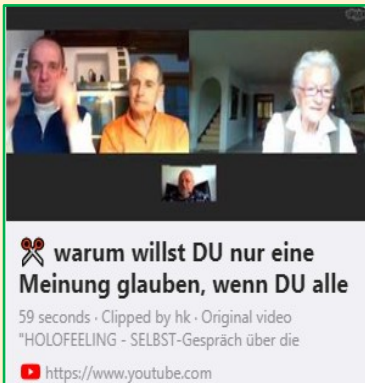 warum willst DU nur eine
Meinung glauben, wenn DU alle
59 seconds · Clipped by hk · Original video
"HOLOFEELING - SELBST-Gespräch über die
https://www.youtube.com